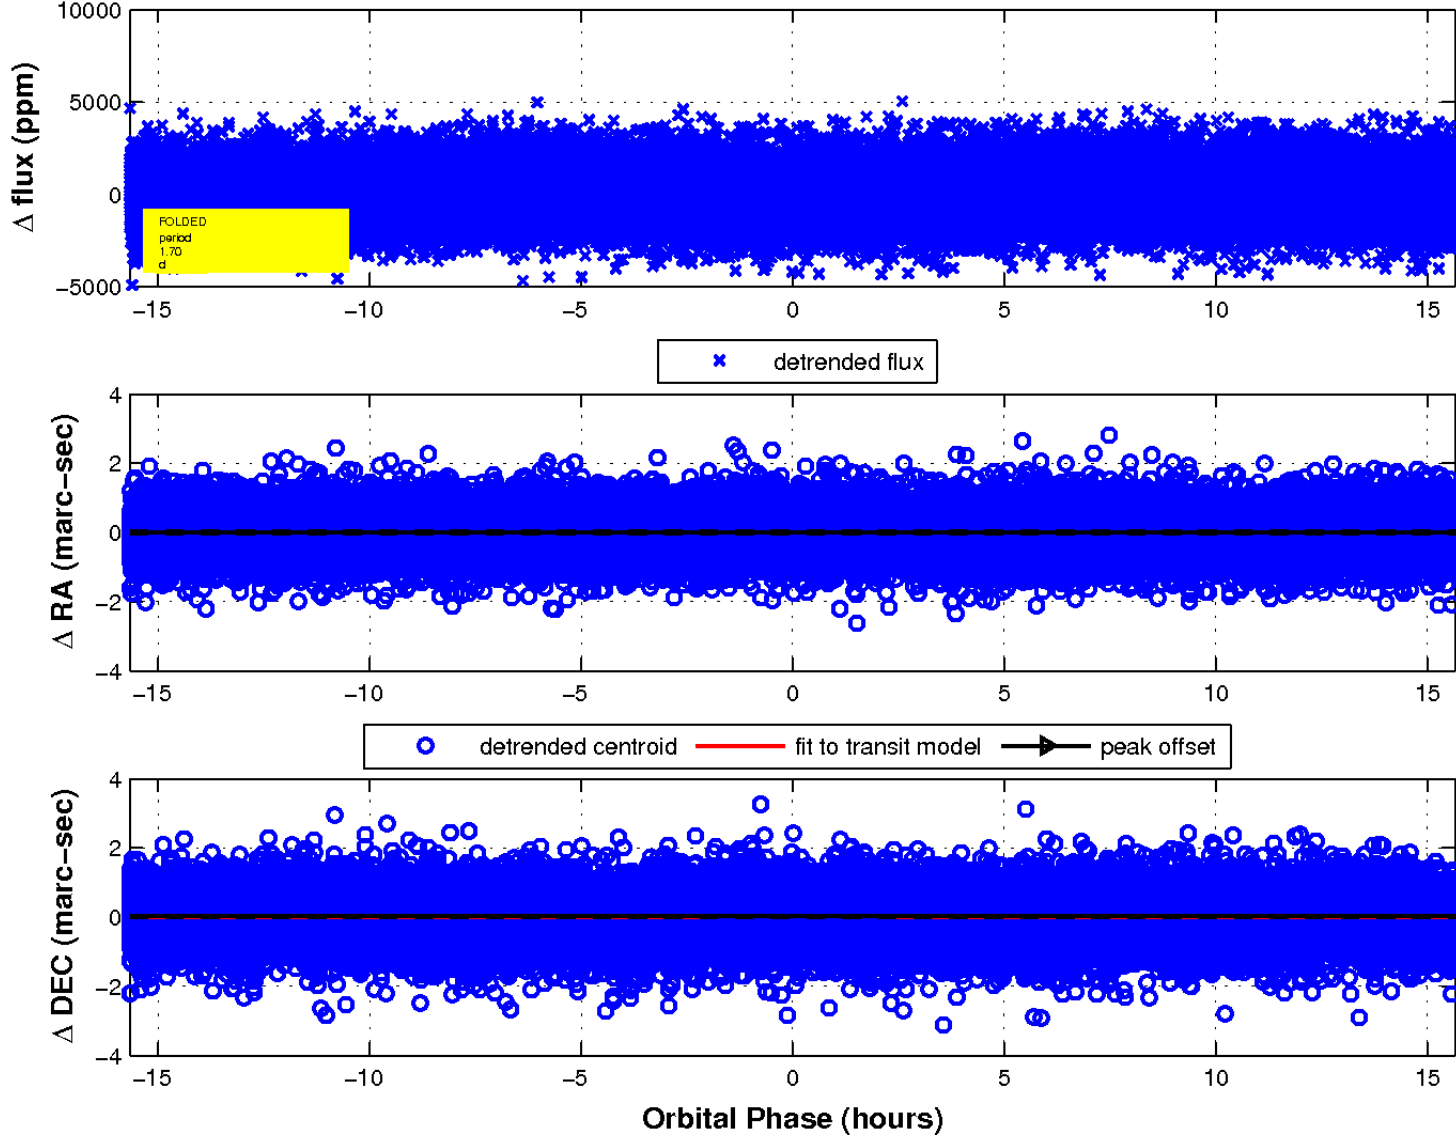 10000
5000
0
−5000
Δ flux (ppm)
FOLDED
period
1.70
d
−15 −10 −5 0 5 10 15
detrended flux
4
2
0
−2
−4
Δ RA (marc−sec)
−15 −10 −5 0 5 10 15
detrended centroid fit to transit model peak offset
4
2
0
−2
−4
Δ DEC (marc−sec)
−15 −10 −5 0 5 10 15
Orbital Phase (hours)